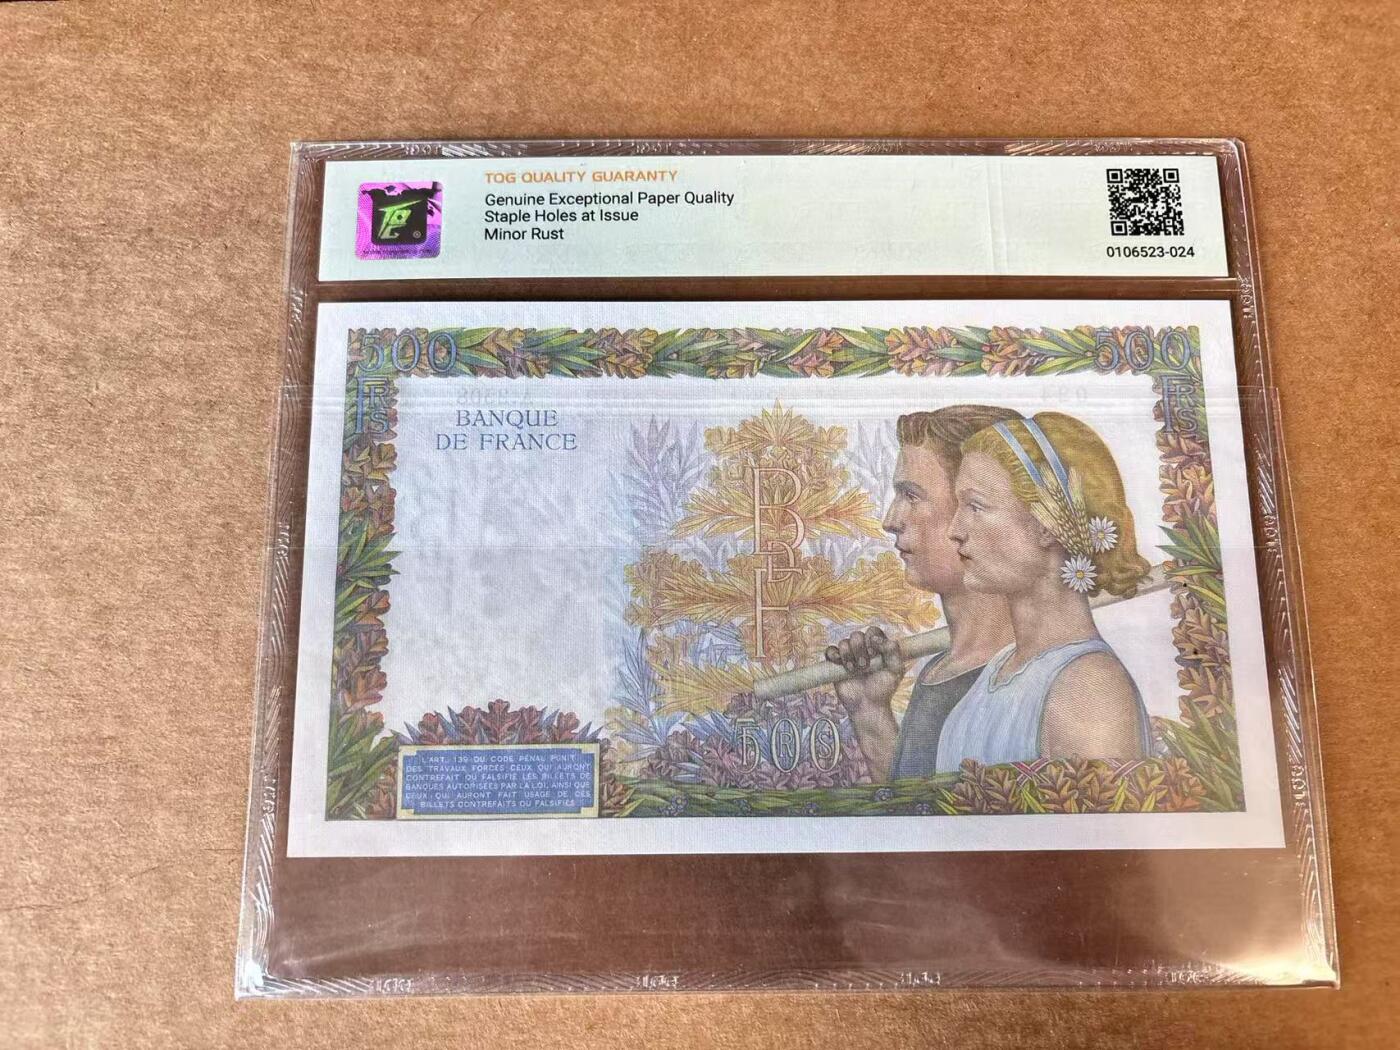 TQG QUALITY GUARANTY
Genuine Exceptional Paper Quality
Staple Holes at Issue
Minor Rust
0106523-024
500
FRS
500
FRS
BANQUE
DE FRANCE
BDF
500
FRS
L'ART. 139 DU CODE PÉNAL PUNIT
DES TRAVAUX FORCÉS CEUX QUI AURONT
CONTREFAIT OU FALSIFIÉ LES BILLETS DE
BANQUES AUTORISÉES PAR LA LOI, AINSI QUE
CEUX QUI AURONT FAIT USAGE DE CES
BILLETS CONTREFAITS OU FALSIFIÉS